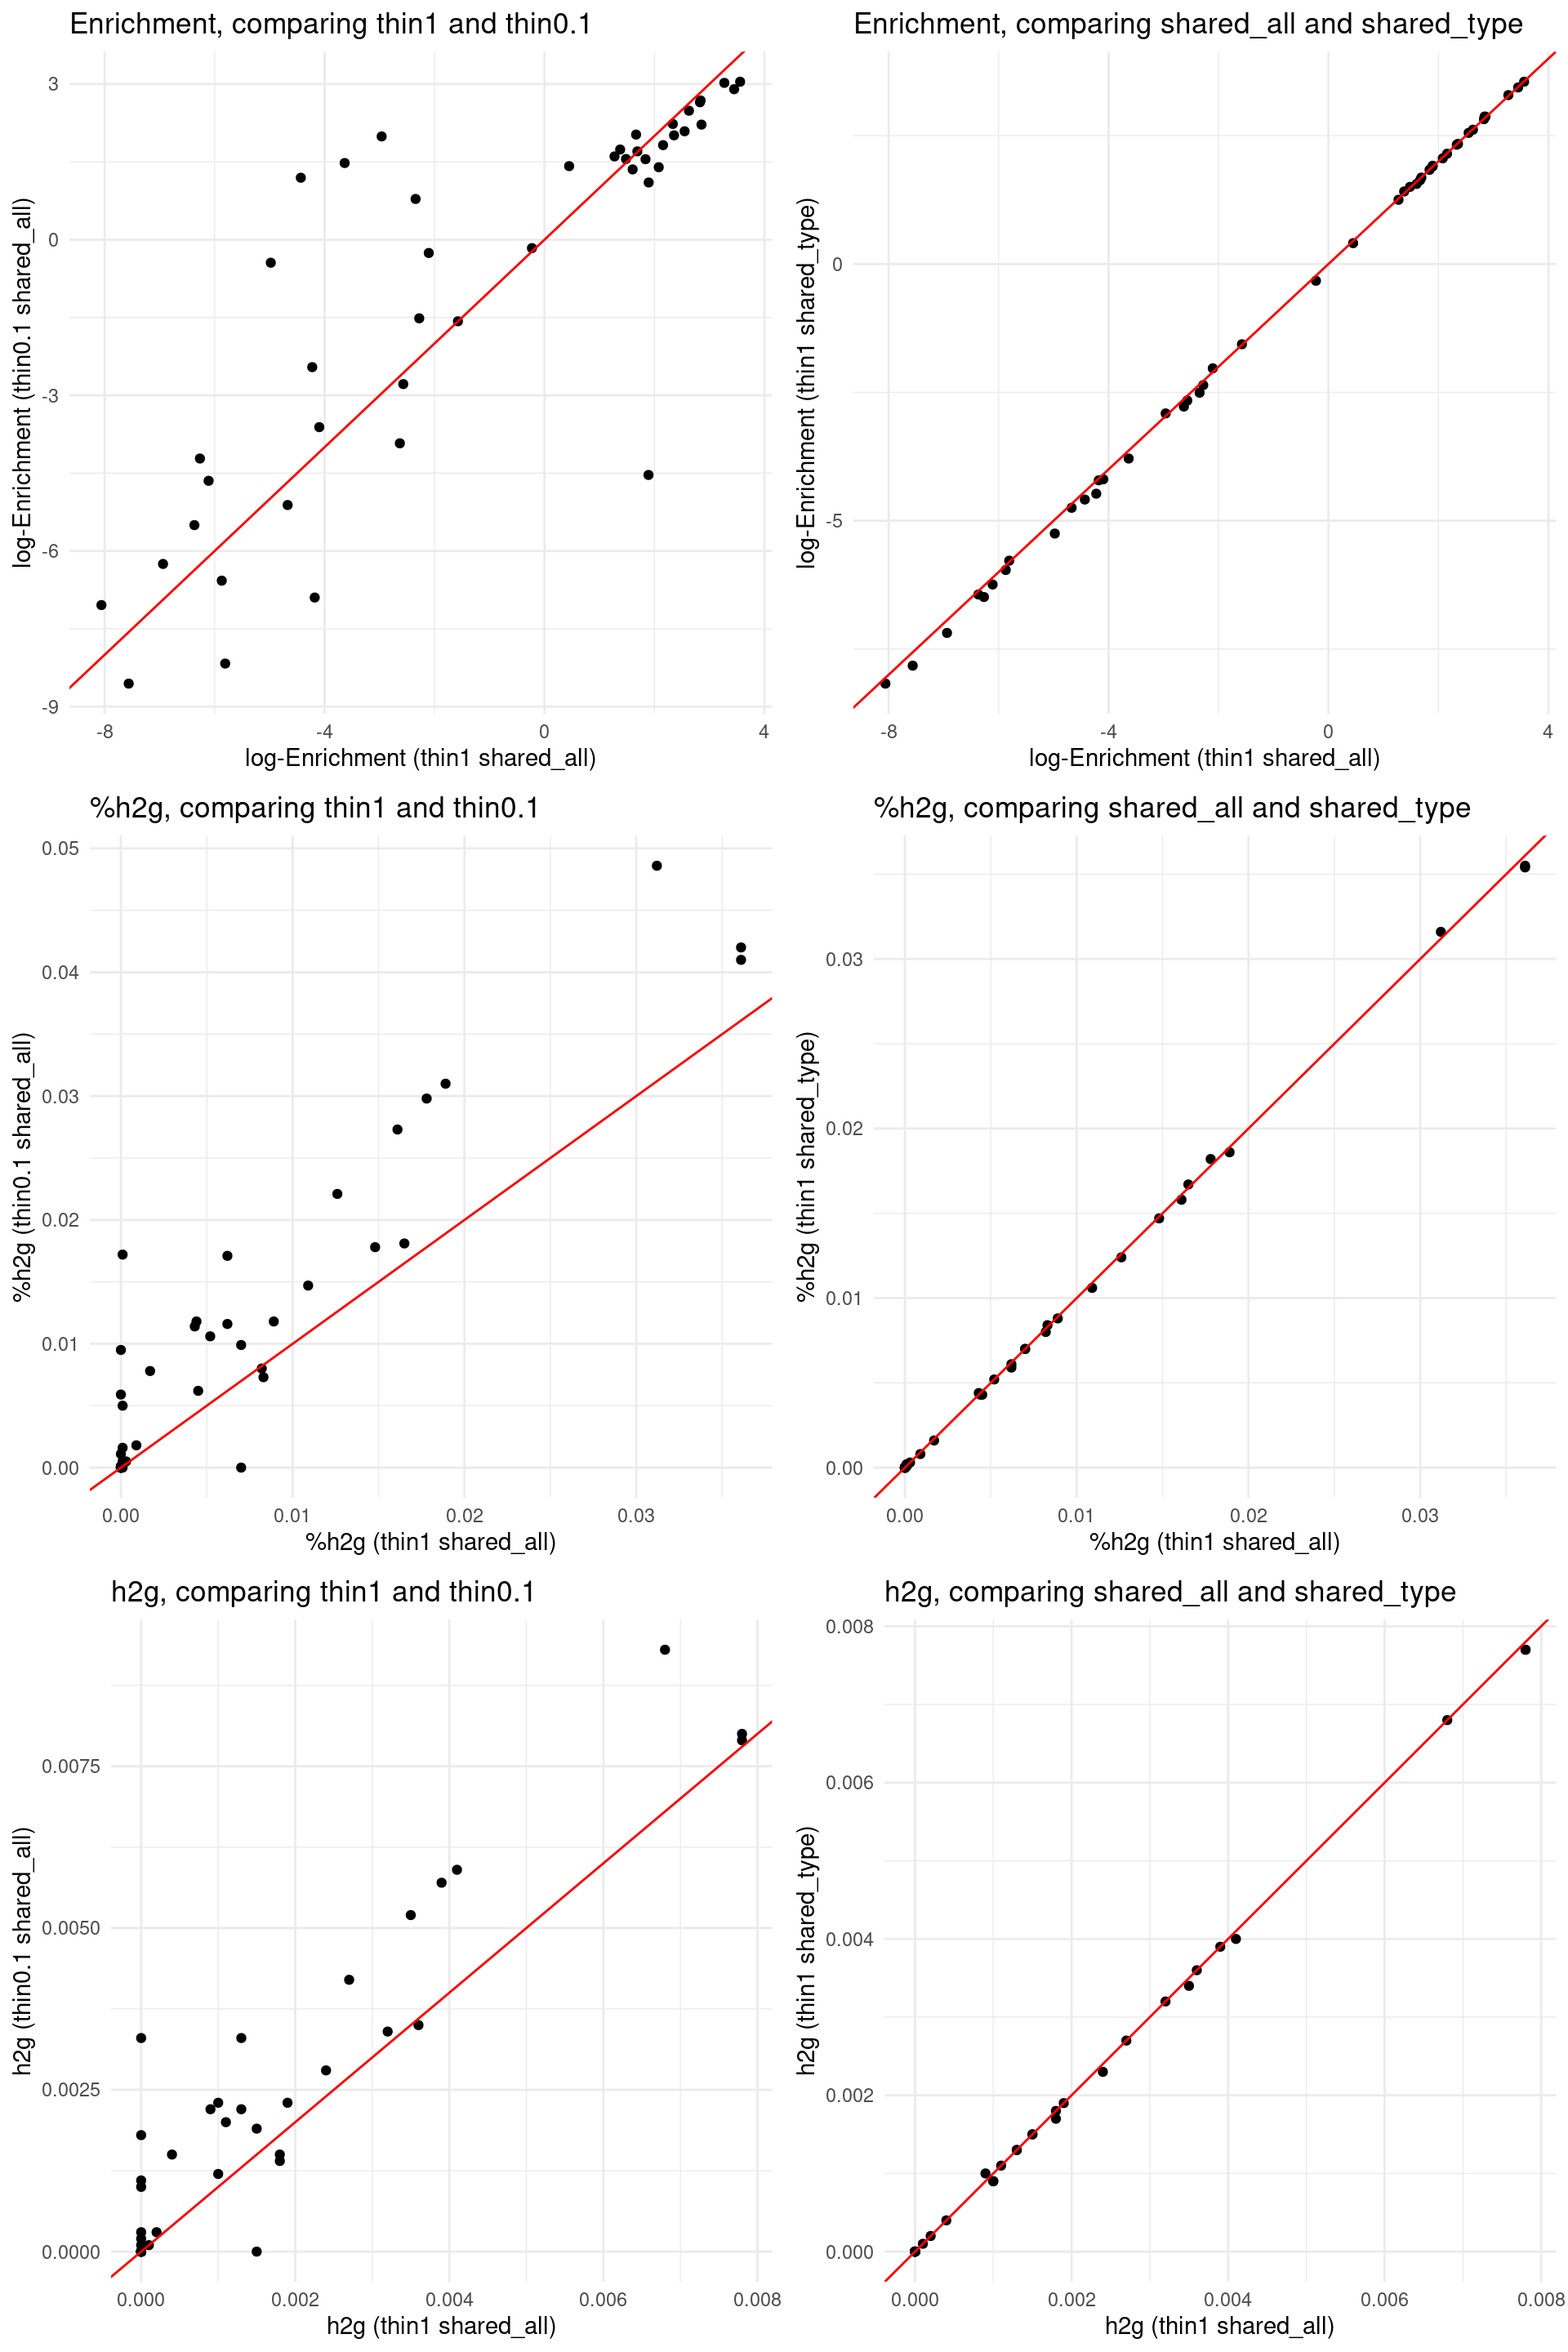 Enrichment, comparing thin1 and thin0.1
log-Enrichment (thin0.1 shared_all)
3
0
-3
-6
-9
-8
-4
0
4
log-Enrichment (thin1 shared_all)
Enrichment, comparing shared_all and shared_type
log-Enrichment (thin1 shared_type)
0
-5
-8
-4
0
4
log-Enrichment (thin1 shared_all)
%h2g, comparing thin1 and thin0.1
%h2g (thin0.1 shared_all)
0.05
0.04
0.03
0.02
0.01
0.00
0.00
0.01
0.02
0.03
%h2g (thin1 shared_all)
%h2g, comparing shared_all and shared_type
%h2g (thin1 shared_type)
0.03
0.02
0.01
0.00
0.00
0.01
0.02
0.03
%h2g (thin1 shared_all)
h2g, comparing thin1 and thin0.1
h2g (thin0.1 shared_all)
0.0075
0.0050
0.0025
0.0000
0.000
0.002
0.004
0.006
0.008
h2g (thin1 shared_all)
h2g, comparing shared_all and shared_type
h2g (thin1 shared_type)
0.008
0.006
0.004
0.002
0.000
0.000
0.002
0.004
0.006
0.008
h2g (thin1 shared_all)